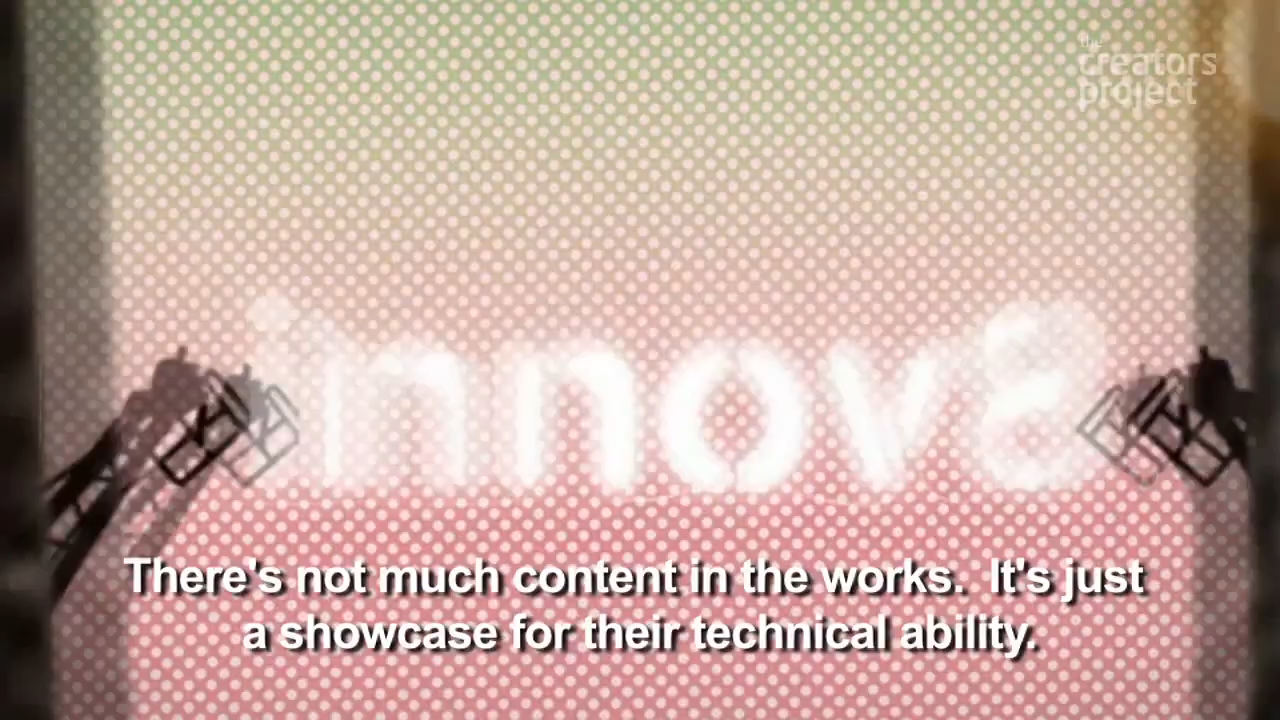 the
creators
project
innov8
There's not much content in the works. It's just
a showcase for their technical ability.